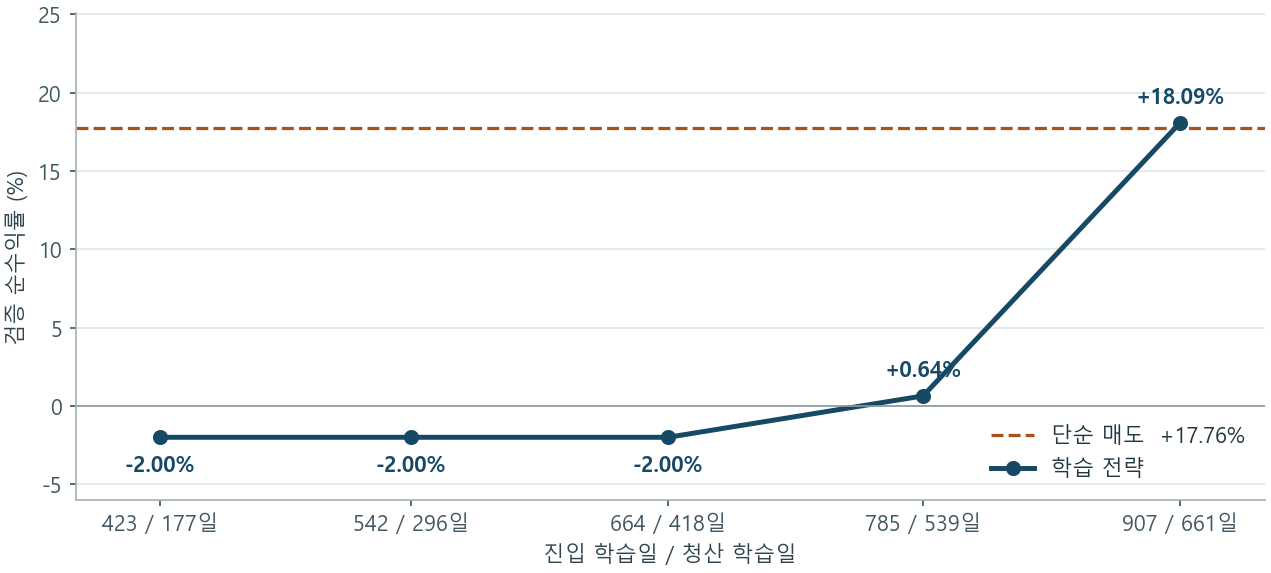 25
20
15
10
5
0
-5
검증 순수익률 (%)
+18.09%
+0.64%
-2.00% -2.00% -2.00%
단순 매도 +17.76%
학습 전략
423 / 177일 542 / 296일 664 / 418일 785 / 539일 907 / 661일
진입 학습일 / 청산 학습일